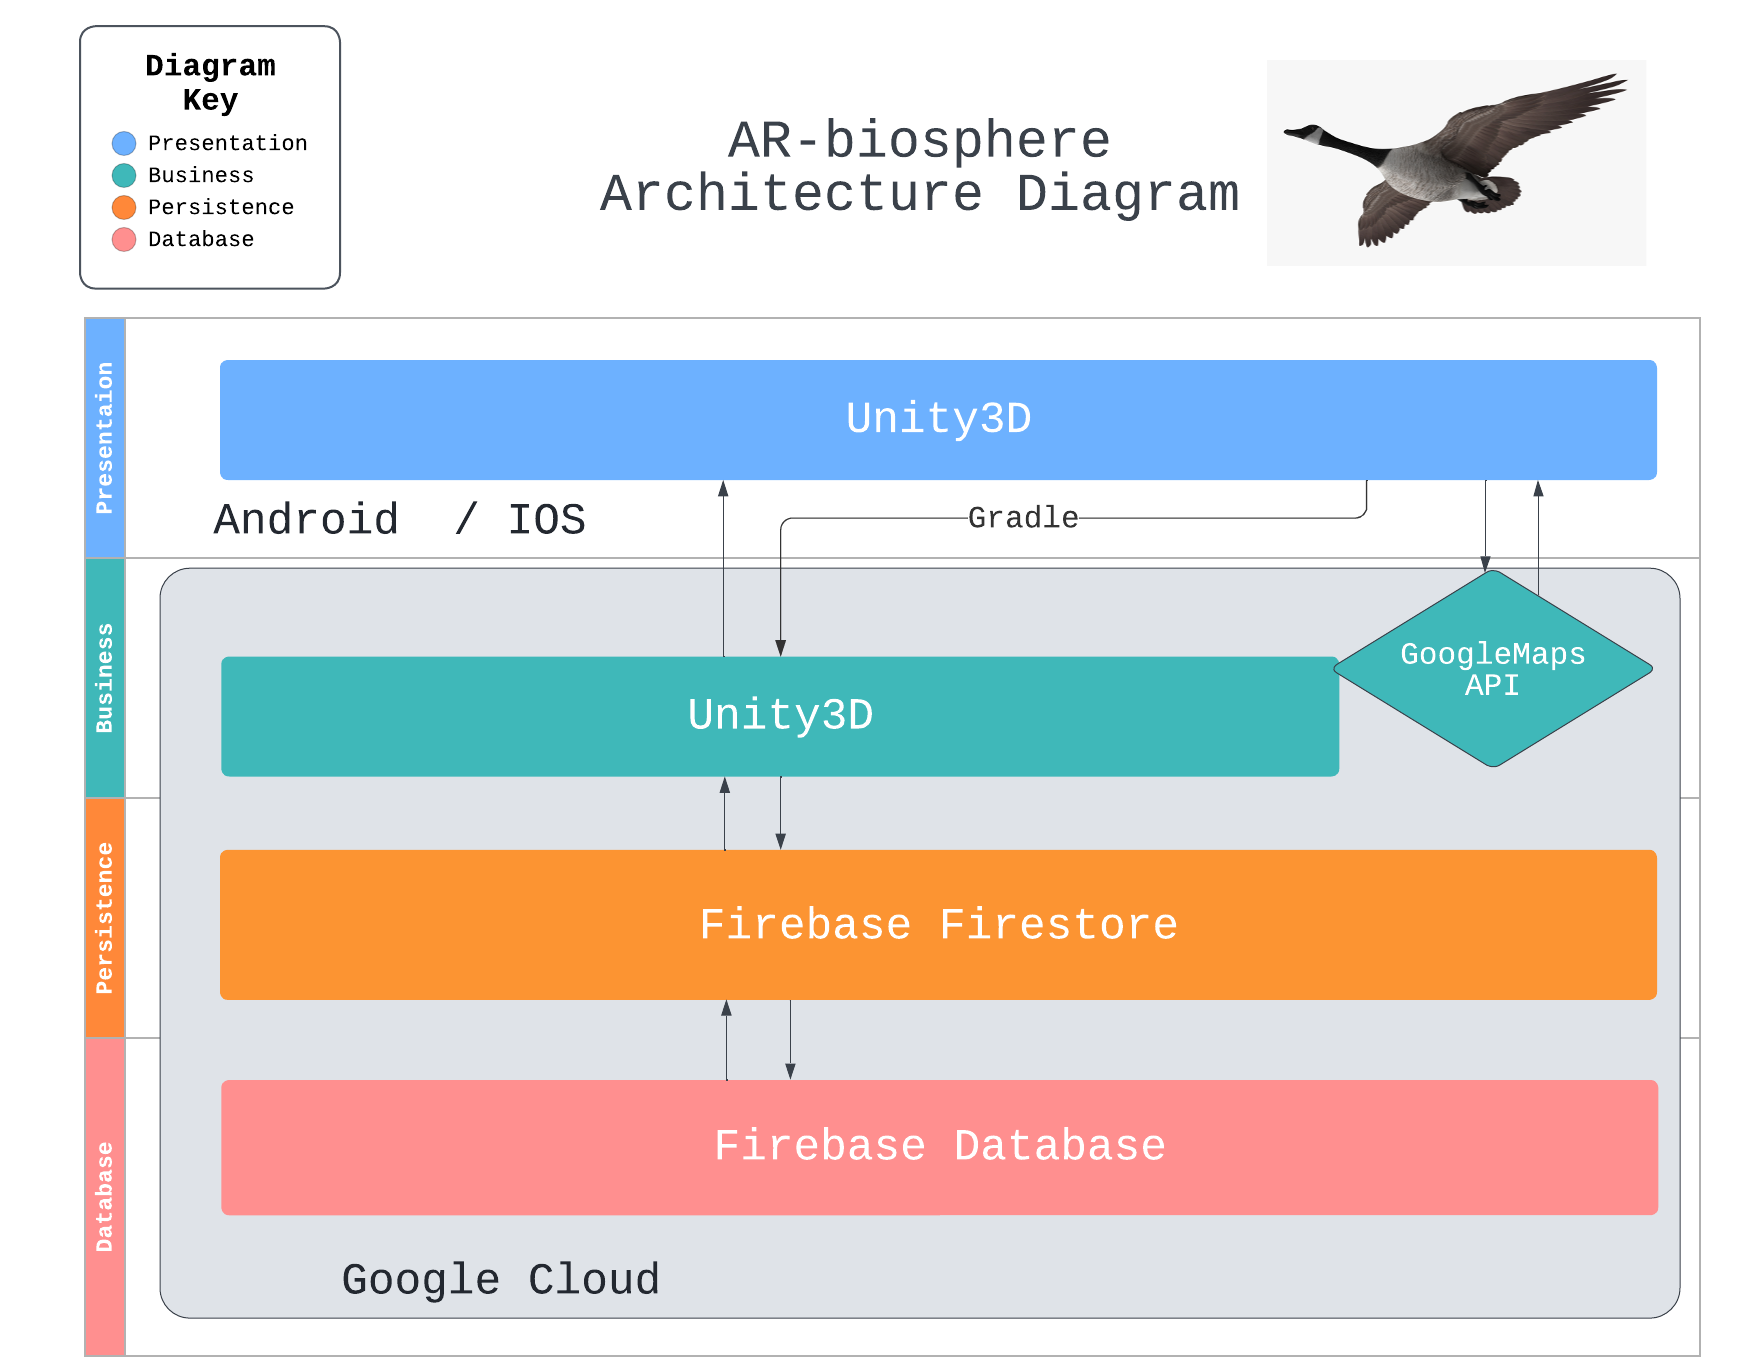 Diagram
Key
Presentation
Business
Persistence
Database
AR-biosphere
Architecture Diagram
Presentaion
Unity3D
Android / IOS
Gradle
Business
GoogleMaps
API
Unity3D
Persistence
Firebase Firestore
Database
Firebase Database
Google Cloud